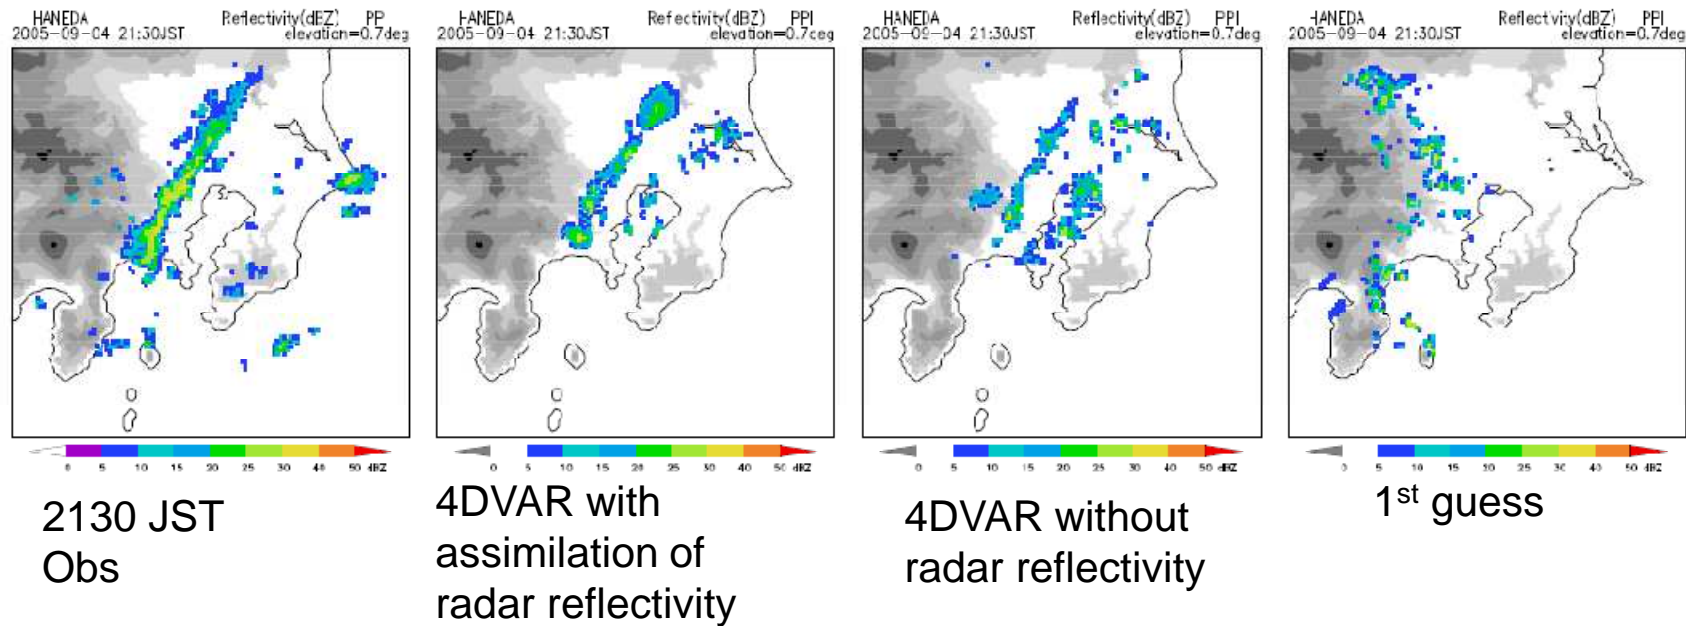 HANEDA Reflectivity(dBZ) PP
2005-09-04 21:30JST elevation=0.7deg
HANEDA Reflectivity(dBZ) PPI
2005-09-04 21:30JST elevation=0.7deg
HANEDA Reflectivity(dBZ) PPI
2005-09-04 21:30JST elevation=0.7deg
HANEDA Reflectivity(dBZ) PPI
2005-09-04 21:30JST elevation=0.7deg
0 5 10 15 20 25 30 40 50 dBZ
0 5 10 15 20 25 30 40 50 dBZ
0 5 10 15 20 25 30 40 50 dBZ
0 5 10 15 20 25 30 40 50 dBZ
2130 JST
Obs
4DVAR with
assimilation of
radar reflectivity
4DVAR without
radar reflectivity
1st guess